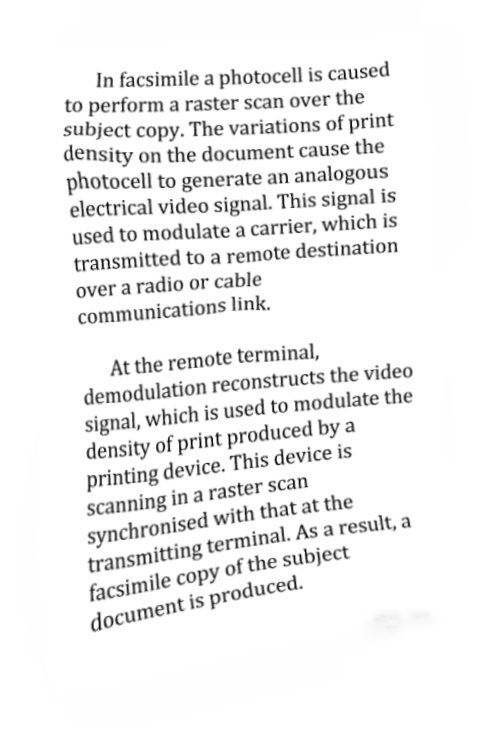 In facsimile a photocell is caused
to perform a raster scan over the
subject copy. The variations of print
density on the document cause the
photocell to generate an analogous
electrical video signal. This signal is
used to modulate a carrier, which is
transmitted to a remote destination
over a radio or cable
communications link.
At the remote terminal,
demodulation reconstructs the video
signal, which is used to modulate the
density of print produced by a
printing device. This device is
scanning in a raster scan
synchronised with that at the
transmitting terminal. As a result, a
facsimile copy of the subject
document is produced.